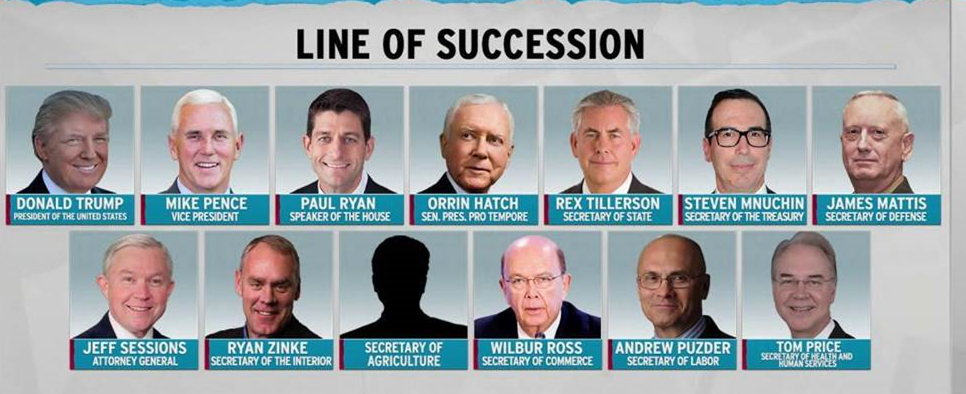 LINE OF SUCCESSION
DONALD TRUMP
PRESIDENT OF THE UNITED STATES
MIKE PENCE
VICE PRESIDENT
PAUL RYAN
SPEAKER OF THE HOUSE
ORRIN HATCH
SEN. PRES. PRO TEMPORE
REX TILLERSON
SECRETARY OF STATE
STEVEN MNUCHIN
SECRETARY OF THE TREASURY
JAMES MATTIS
SECRETARY OF DEFENSE
JEFF SESSIONS
ATTORNEY GENERAL
RYAN ZINKE
SECRETARY OF THE INTERIOR
SECRETARY OF
AGRICULTURE
WILBUR ROSS
SECRETARY OF COMMERCE
ANDREW PUZDER
SECRETARY OF LABOR
TOM PRICE
SECRETARY OF HEALTH AND
HUMAN SERVICES